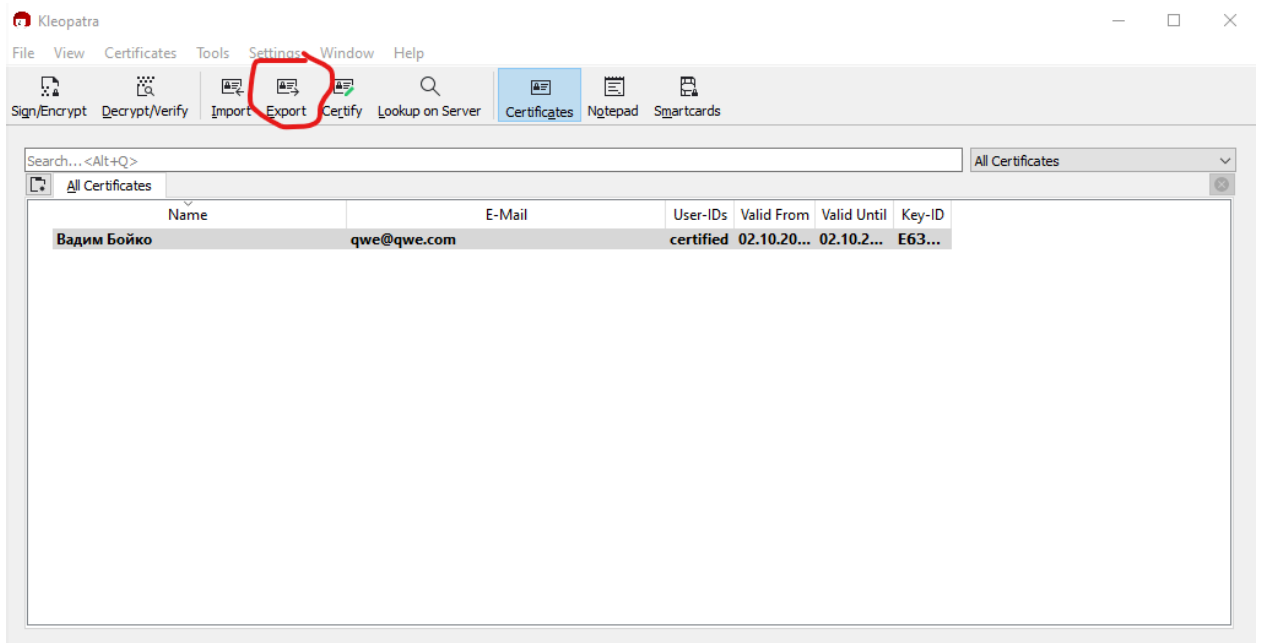 Kleopatra
File View Certificates Tools Settings Window Help
Sign/Encrypt Decrypt/Verify Import Export Certify Lookup on Server Certificates Notepad Smartcards
Search...<Alt+Q> All Certificates
All Certificates
Name E-Mail User-IDs Valid From Valid Until Key-ID
Вадим Бойко qwe@qwe.com certified 02.10.20... 02.10.2... E63...